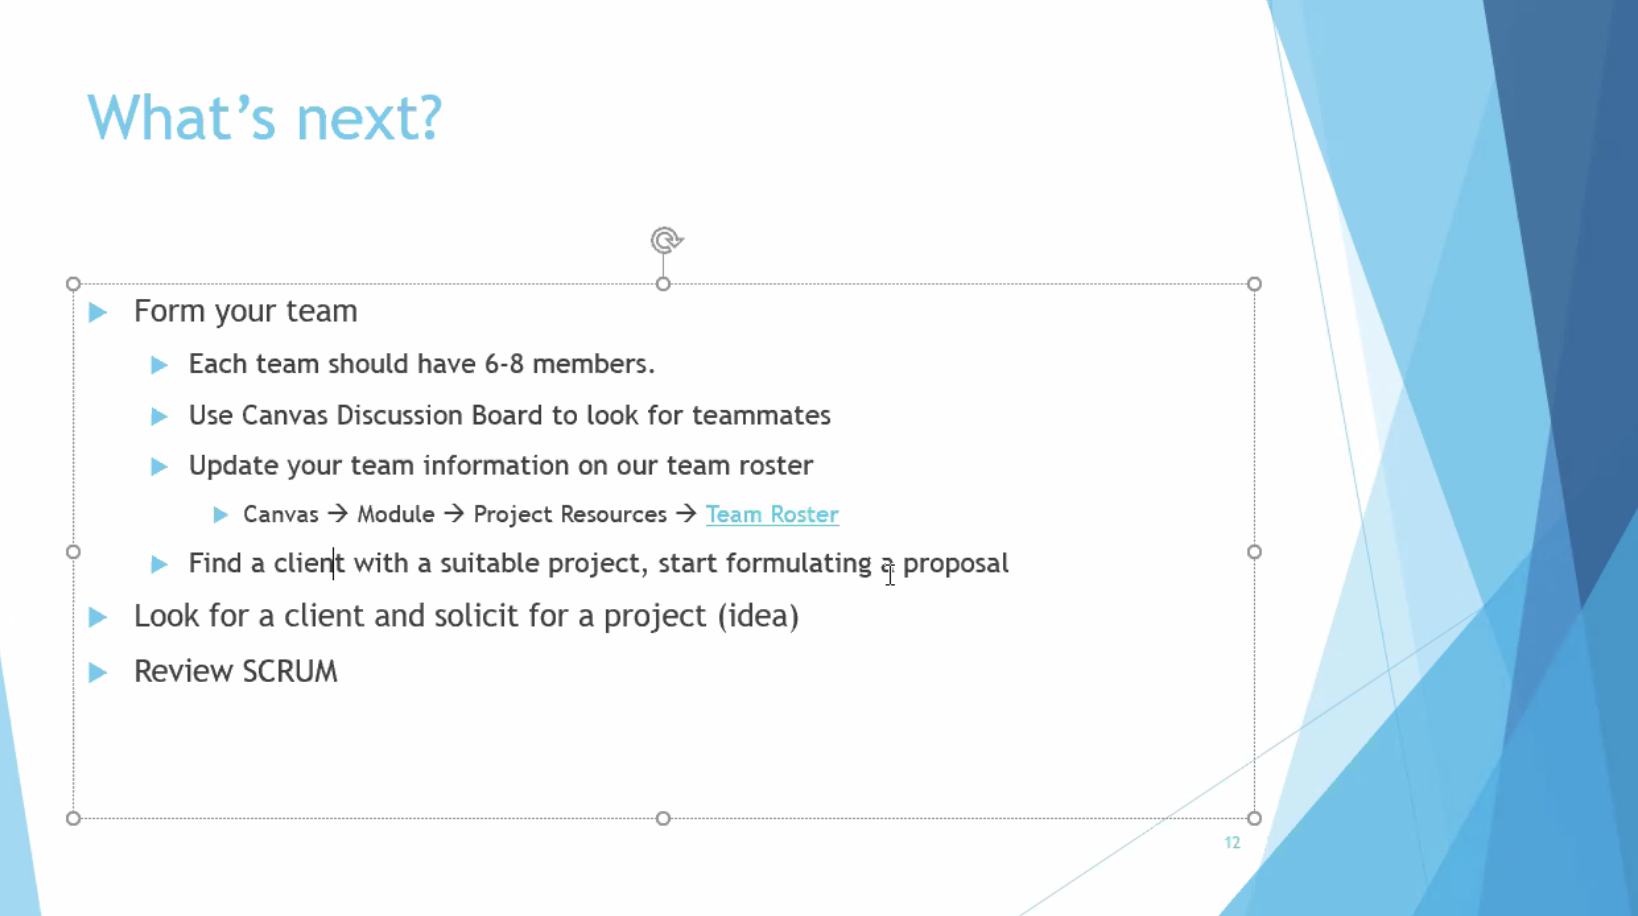 What’s next?
Form your team
Each team should have 6-8 members.
Use Canvas Discussion Board to look for teammates
Update your team information on our team roster
Canvas → Module → Project Resources → Team Roster
Find a client with a suitable project, start formulating a proposal
Look for a client and solicit for a project (idea)
Review SCRUM
12